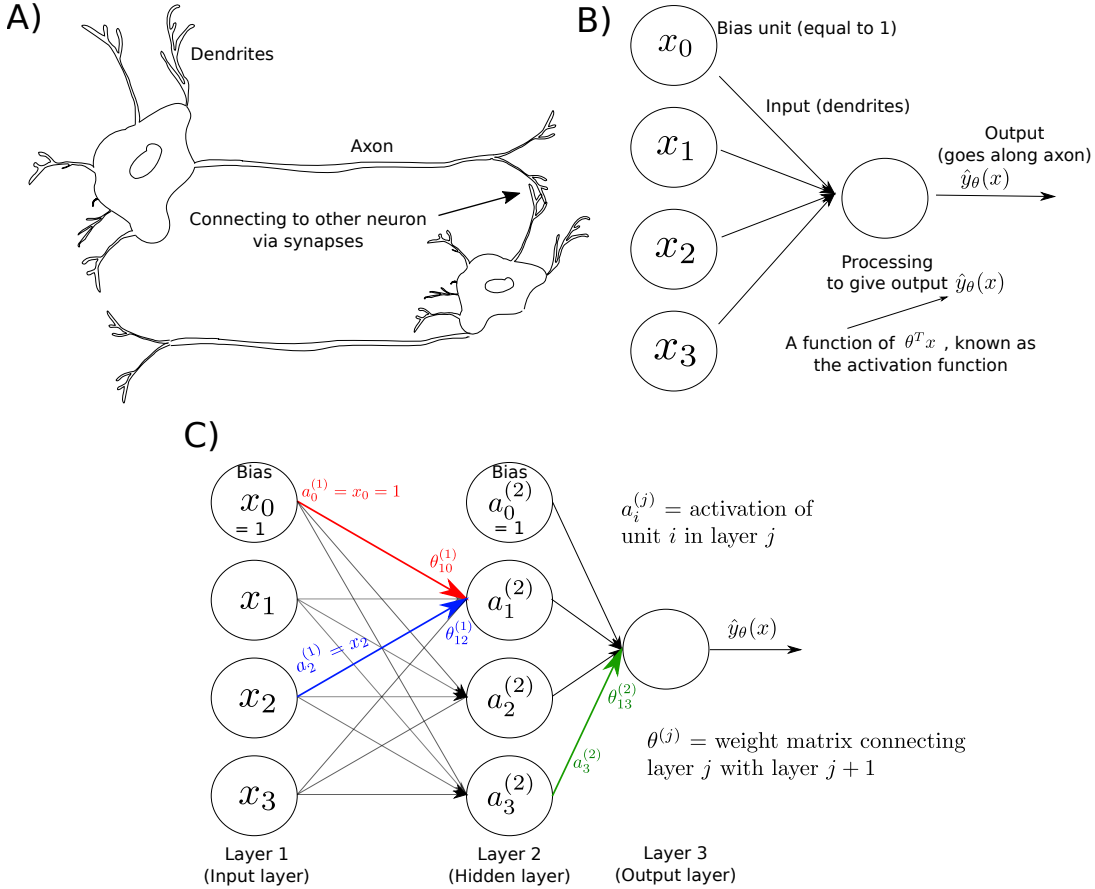 A)
Dendrites
Axon
Connecting to other neuron
via synapses
B)
x₀
Bias unit (equal to 1)
x₁
x₂
x₃
Input (dendrites)
Output
(goes along axon)
ŷ_θ(x)
Processing
to give output ŷ_θ(x)
A function of θᵀx , known as
the activation function
C)
Bias
x₀
= 1
x₁
x₂
x₃
a₀⁽¹⁾ = x₀ = 1
θ₁₀⁽¹⁾
a₂⁽¹⁾ = x₂
θ₁₂⁽¹⁾
Bias
a₀⁽²⁾
= 1
a₁⁽²⁾
a₂⁽²⁾
a₃⁽²⁾
θ₁₃⁽²⁾
a₃⁽²⁾
ŷ_θ(x)
aᵢ⁽ʲ⁾ = activation of
unit i in layer j
θ⁽ʲ⁾ = weight matrix connecting
layer j with layer j + 1
Layer 1
(Input layer)
Layer 2
(Hidden layer)
Layer 3
(Output layer)